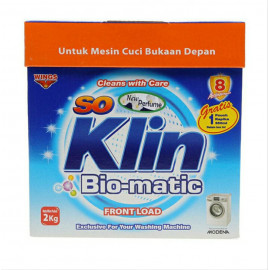 Untuk Mesin Cuci Bukaan Depan
WINGS
Cleans with Care
8
Gratis
1
SO
New Perfume
Klin
Bio-matic
2Kg
FRONT LOAD
Exclusive For Your Washing Machine
MODENA